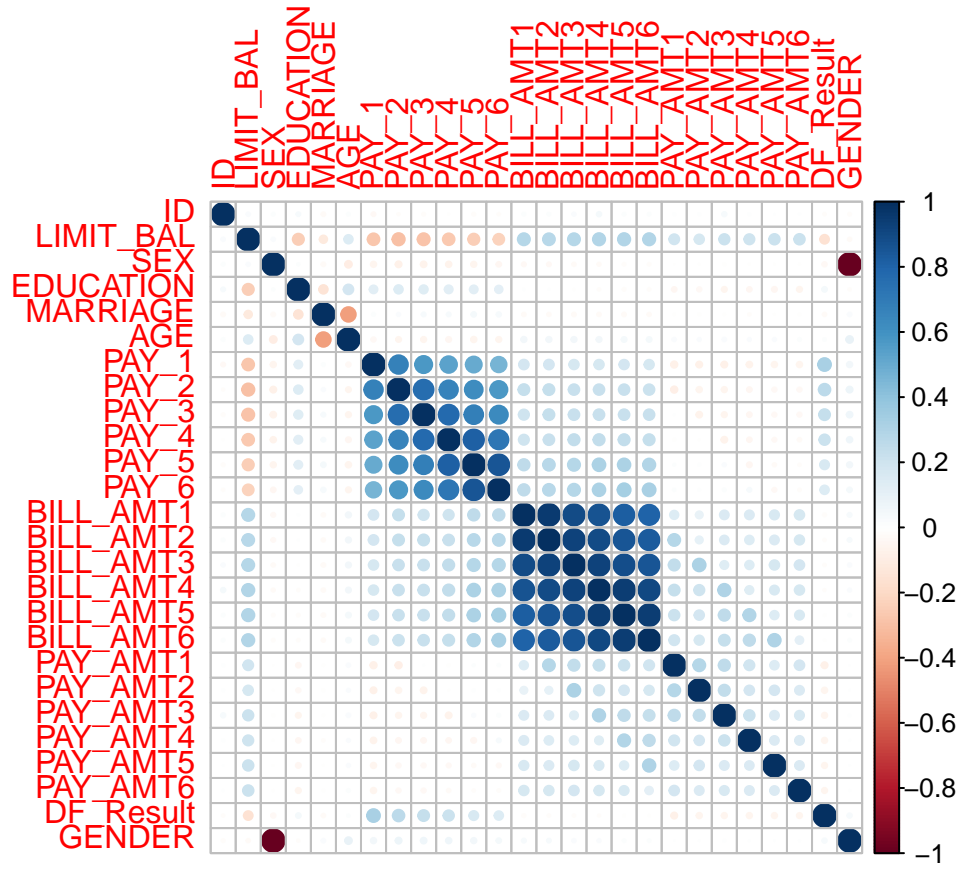 ID
LIMIT_BAL
SEX
EDUCATION
MARRIAGE
AGE
PAY_1
PAY_2
PAY_3
PAY_4
PAY_5
PAY_6
BILL_AMT1
BILL_AMT2
BILL_AMT3
BILL_AMT4
BILL_AMT5
BILL_AMT6
PAY_AMT1
PAY_AMT2
PAY_AMT3
PAY_AMT4
PAY_AMT5
PAY_AMT6
DF_Result
GENDER
ID
LIMIT_BAL
SEX
EDUCATION
MARRIAGE
AGE
PAY_1
PAY_2
PAY_3
PAY_4
PAY_5
PAY_6
BILL_AMT1
BILL_AMT2
BILL_AMT3
BILL_AMT4
BILL_AMT5
BILL_AMT6
PAY_AMT1
PAY_AMT2
PAY_AMT3
PAY_AMT4
PAY_AMT5
PAY_AMT6
DF_Result
GENDER
1
0.8
0.6
0.4
0.2
0
−0.2
−0.4
−0.6
−0.8
−1